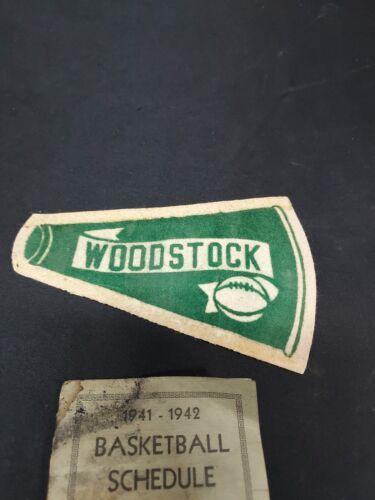 WOODSTOCK
1941 - 1942
BASKETBALL
SCHEDULE